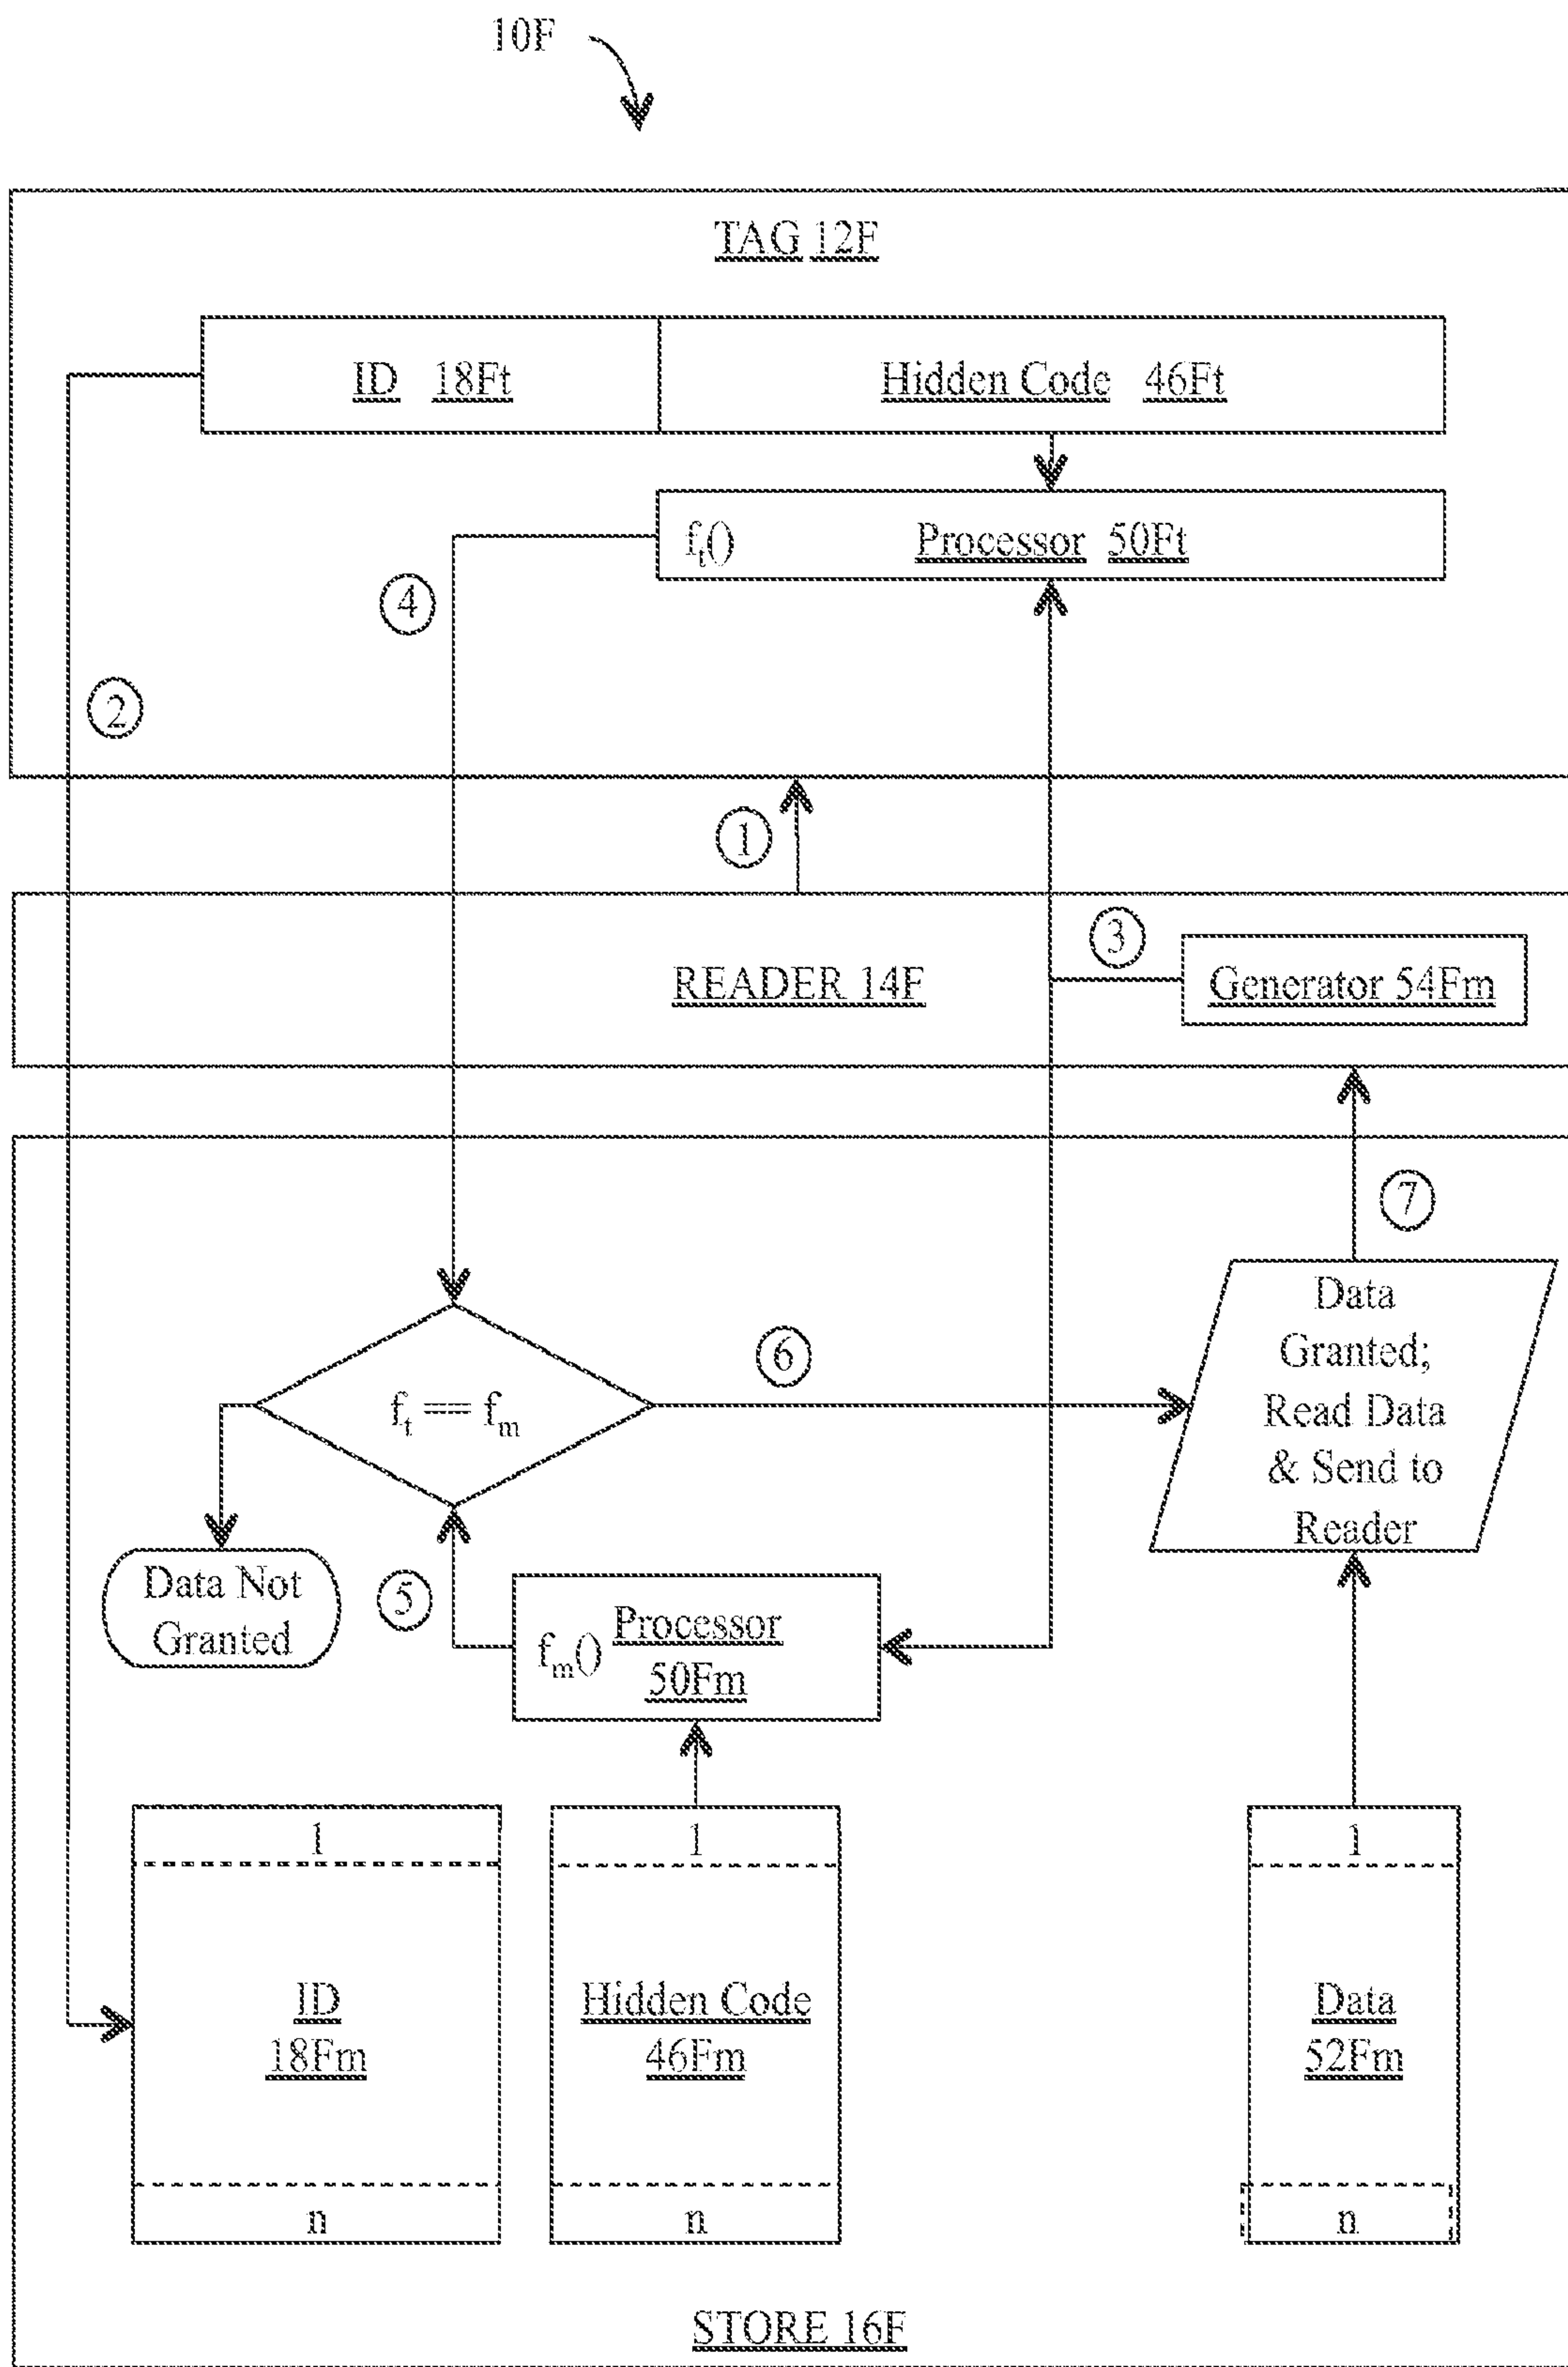 10F
TAG 12F
ID 18Ft
Hidden Code 46Ft
fₜ()
Processor 50Ft
4
2
1
3
READER 14F
Generator 54Fm
7
Data
Granted;
Read Data
& Send to
Reader
6
fₜ == fₘ
Data Not
Granted
5
fₘ()
Processor
50Fm
1
1
1
ID
18Fm
Hidden Code
46Fm
Data
52Fm
n
n
n
STORE 16F